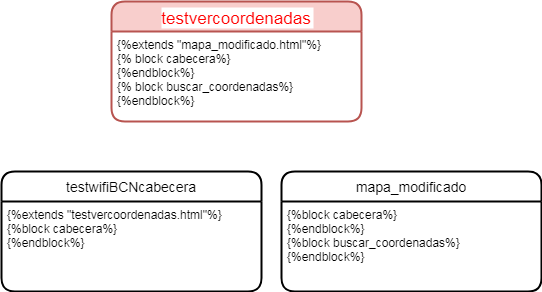 testvercoordenadas
{%extends "mapa_modificado.html"%}
{% block cabecera%}
{%endblock%}
{% block buscar_coordenadas%}
{%endblock%}
testwifiBCNcabecera
{%extends "testvercoordenadas.html"%}
{%block cabecera%}
{%endblock%}
mapa_modificado
{%block cabecera%}
{%endblock%}
{%block buscar_coordenadas%}
{%endblock%}